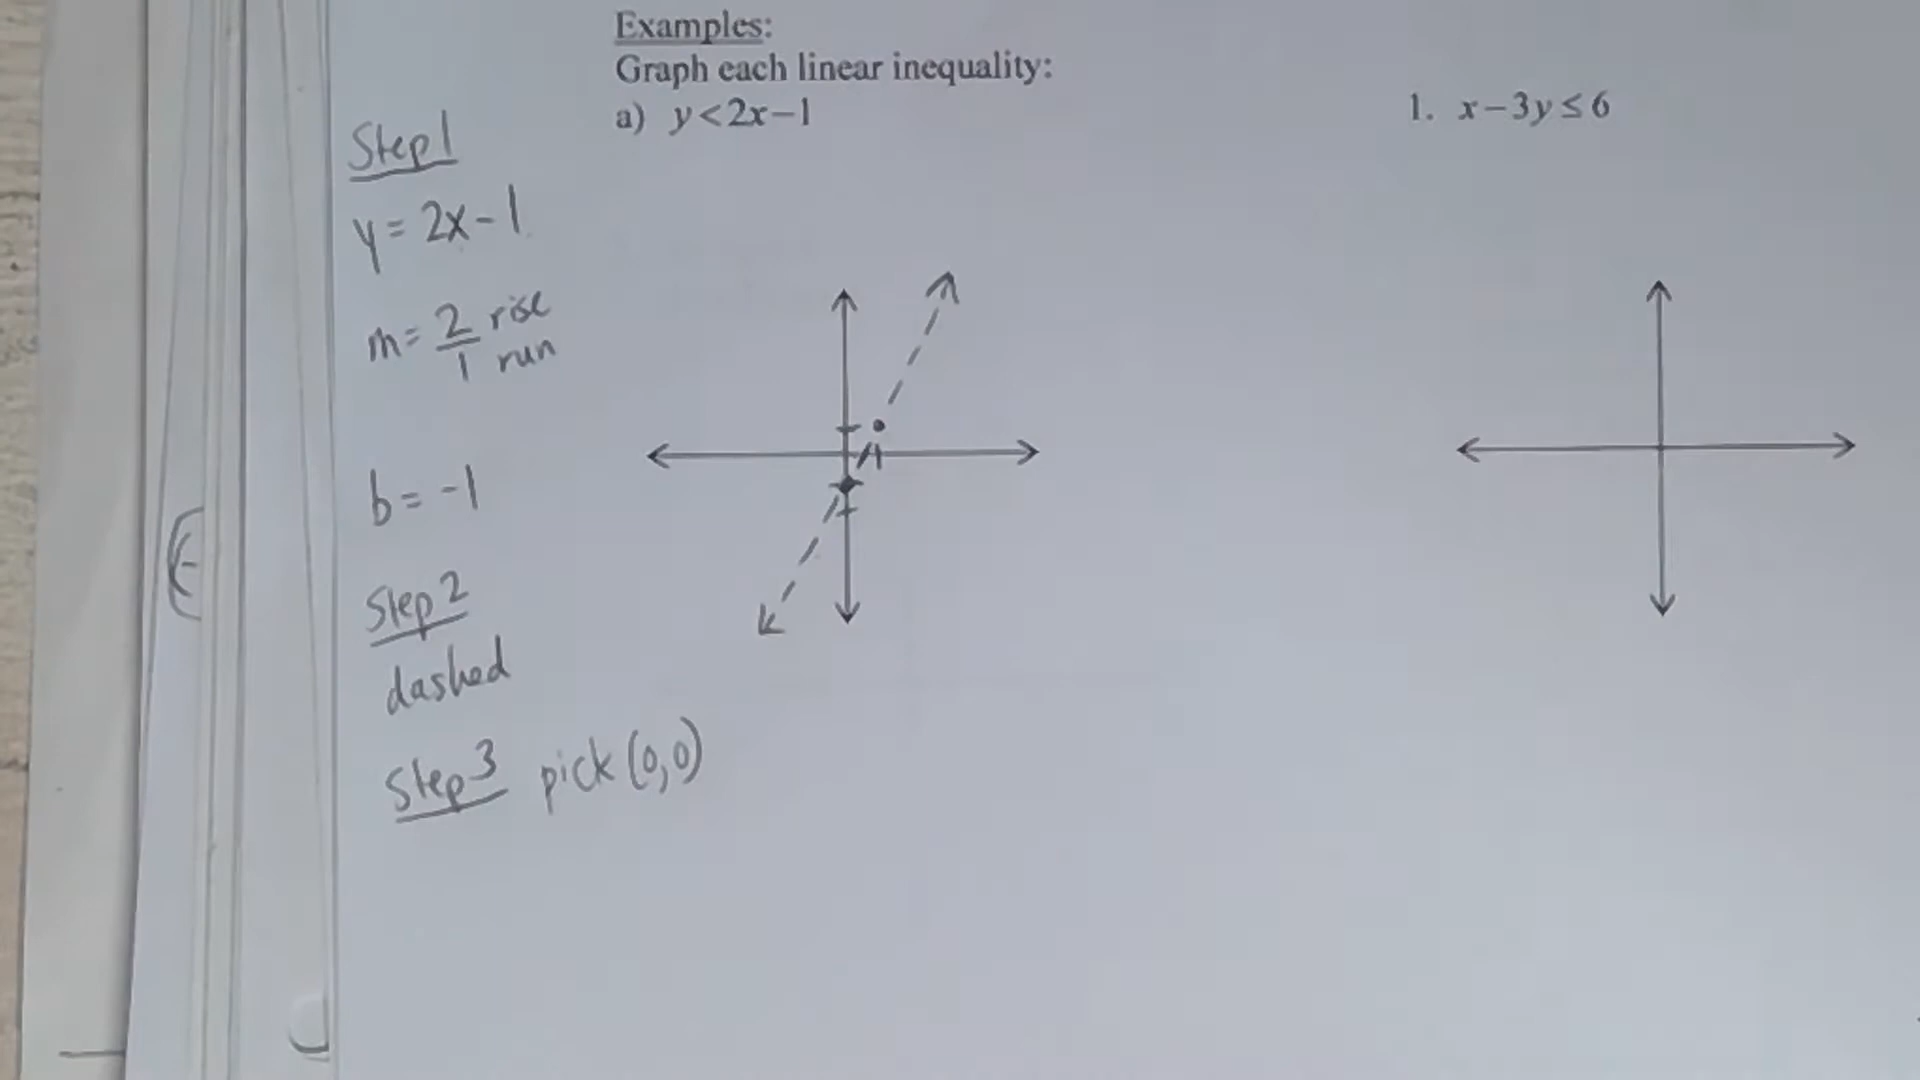 Examples:
Graph each linear inequality:
a) y<2x-1
1. x-3y≤6
Step 1
y = 2x - 1
m = 2/1 rise/run
b = -1
Step 2
dashed
Step 3 pick (0,0)